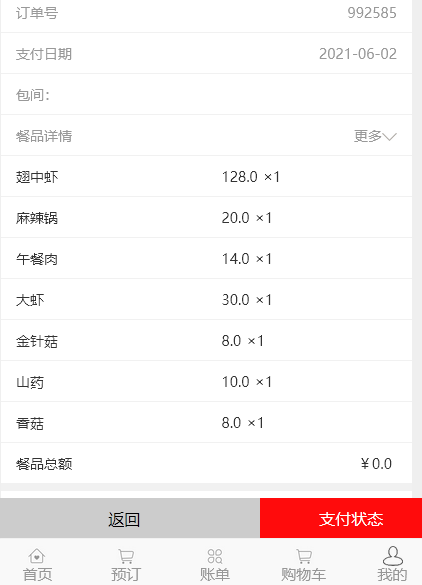 订单号 992585
支付日期 2021-06-02
包间:
餐品详情 更多
翅中虾 128.0 ×1
麻辣锅 20.0 ×1
午餐肉 14.0 ×1
大虾 30.0 ×1
金针菇 8.0 ×1
山药 10.0 ×1
香菇 8.0 ×1
餐品总额 ￥0.0
返回 支付状态
首页 预订 账单 购物车 我的